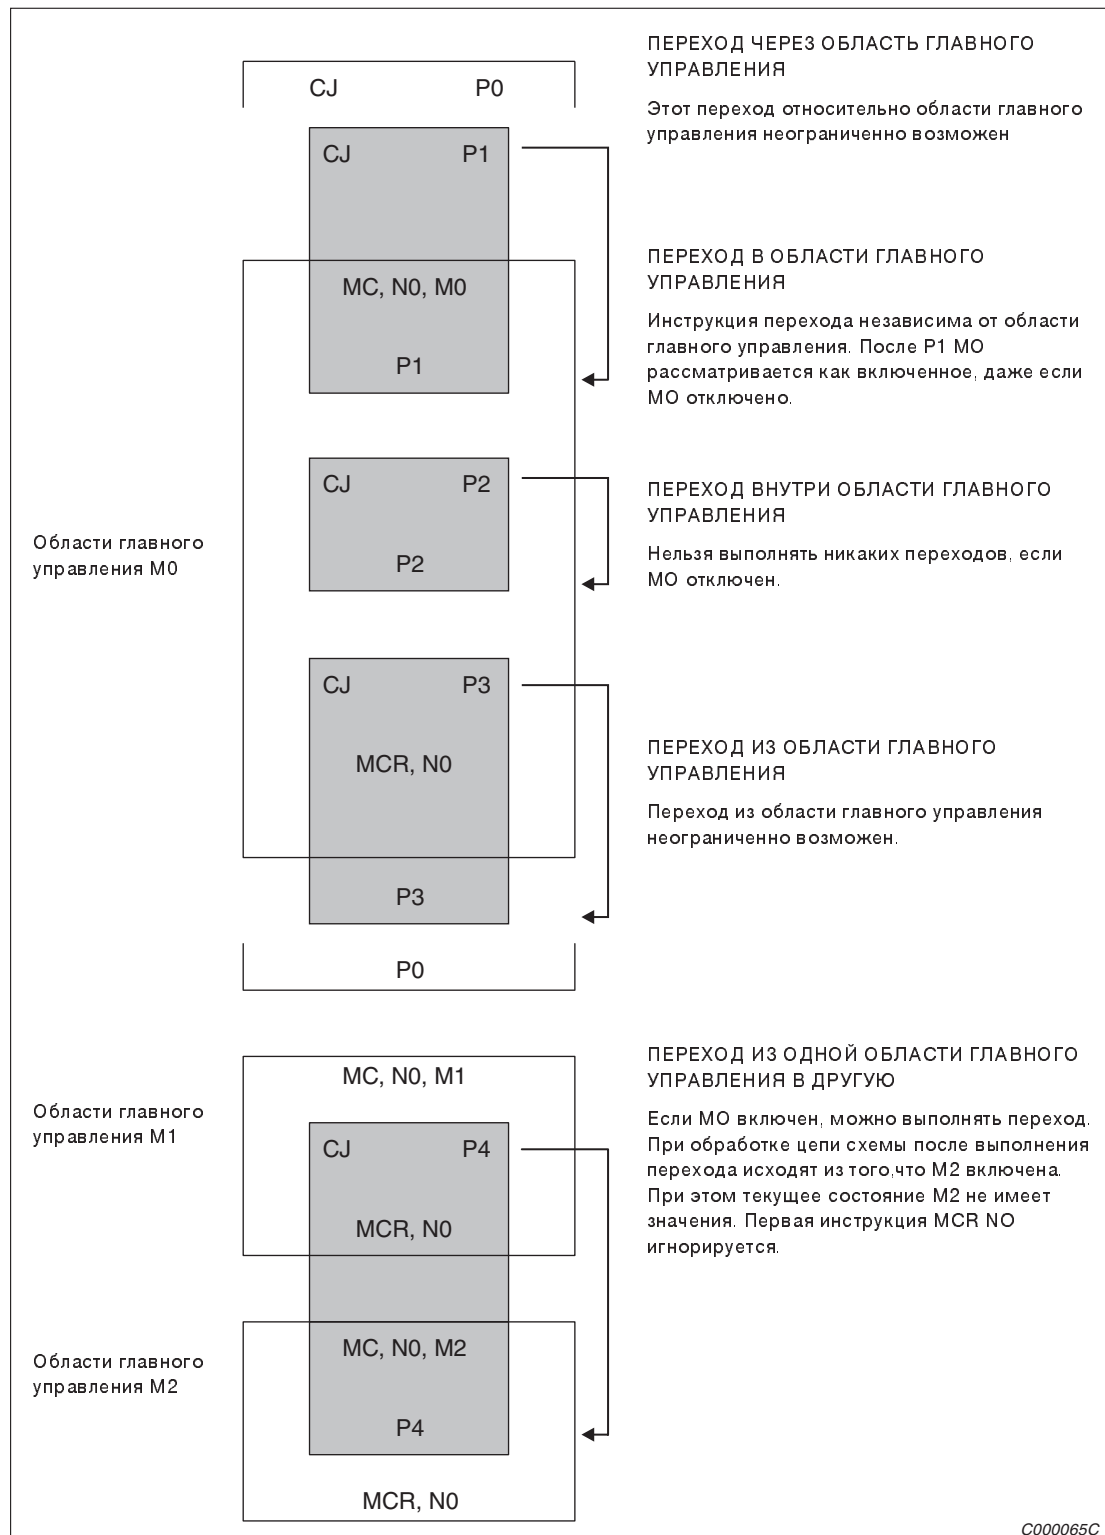 ПЕРЕХОД ЧЕРЕЗ ОБЛАСТЬ ГЛАВНОГО
УПРАВЛЕНИЯ
Этот переход относительно области главного
управления неограниченно возможен
CJ P0
CJ P1
ПЕРЕХОД В ОБЛАСТИ ГЛАВНОГО
УПРАВЛЕНИЯ
Инструкция перехода независима от области
главного управления. После P1 МО
рассматривается как включенное, даже если
МО отключено.
MC, N0, M0
P1
CJ P2
P2
ПЕРЕХОД ВНУТРИ ОБЛАСТИ ГЛАВНОГО
УПРАВЛЕНИЯ
Нельзя выполнять никаких переходов, если
МО отключен.
Области главного
управления M0
CJ P3
MCR, N0
P3
ПЕРЕХОД ИЗ ОБЛАСТИ ГЛАВНОГО
УПРАВЛЕНИЯ
Переход из области главного управления
неограниченно возможен.
P0
ПЕРЕХОД ИЗ ОДНОЙ ОБЛАСТИ ГЛАВНОГО
УПРАВЛЕНИЯ В ДРУГУЮ
Если МО включен, можно выполнять переход.
При обработке цепи схемы после выполнения
перехода исходят из того,что М2 включена.
При этом текущее состояние М2 не имеет
значения. Первая инструкция MCR NO
игнорируется.
MC, N0, M1
Области главного
управления M1
CJ P4
MCR, N0
MC, N0, M2
Области главного
управления M2
P4
MCR, N0
C000065C